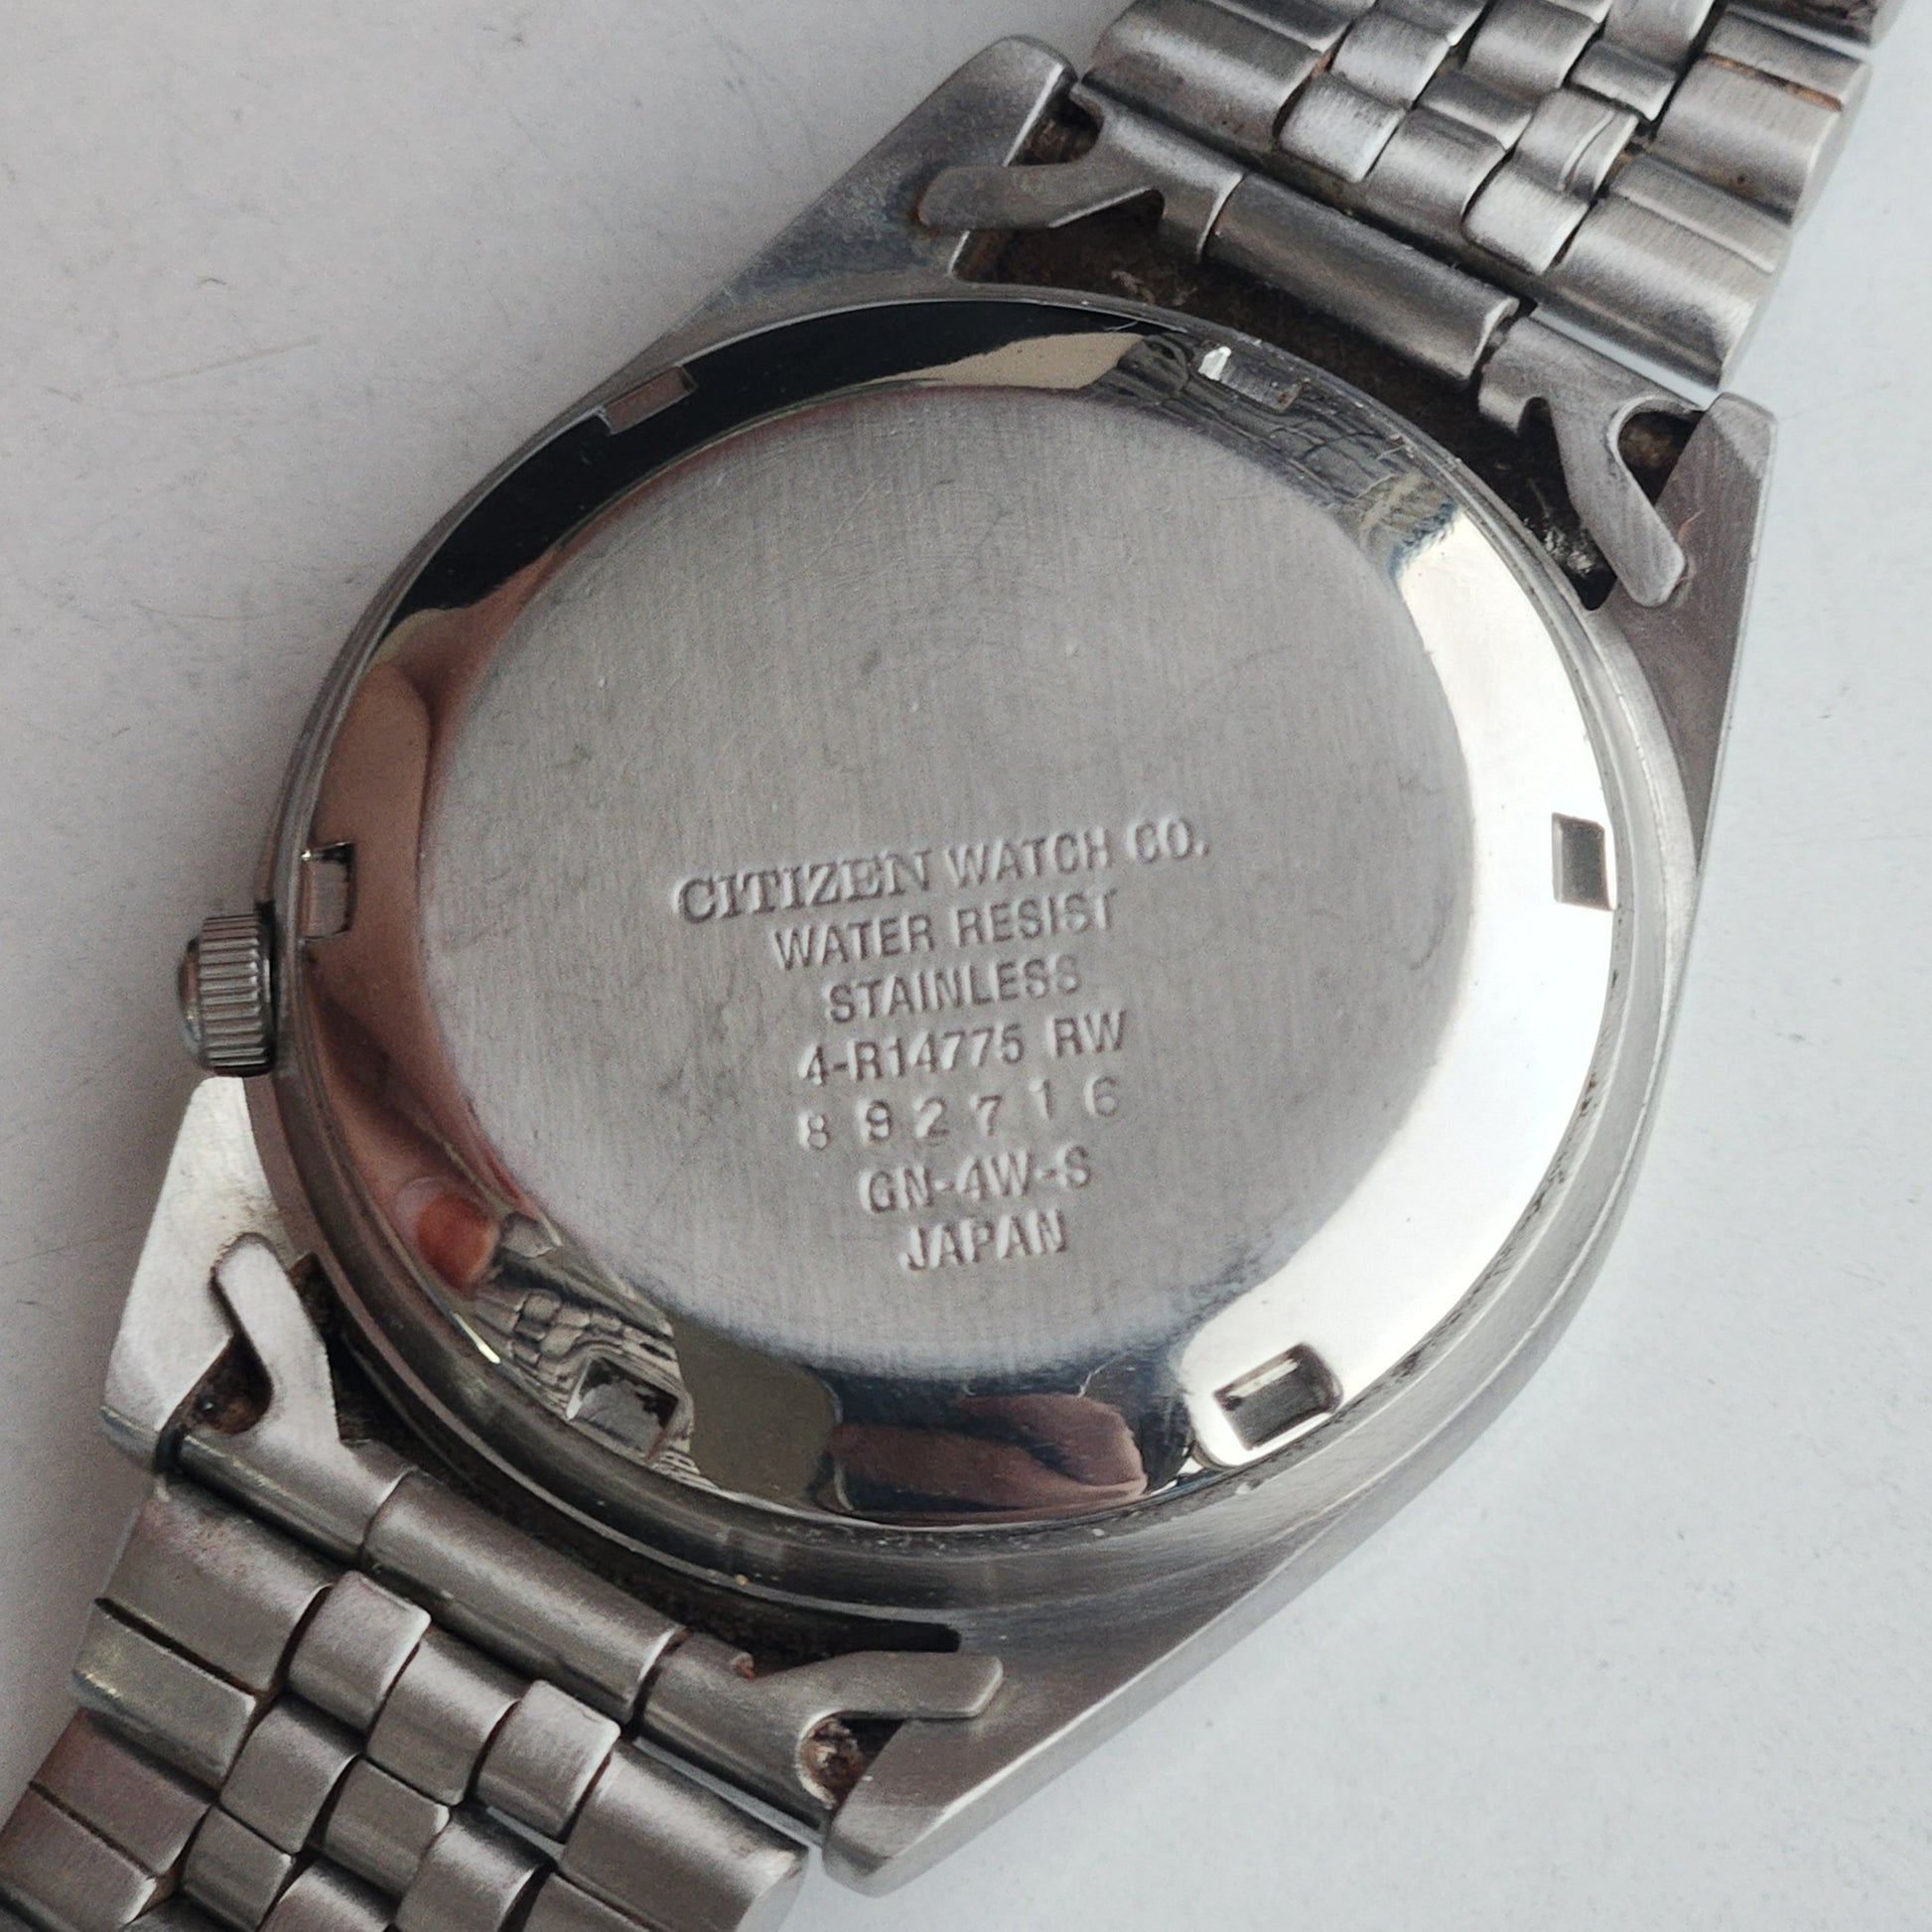 CITIZEN WATCH CO.
WATER RESIST
STAINLESS
4-R14775 RW
892716
GN-4W-S
JAPAN